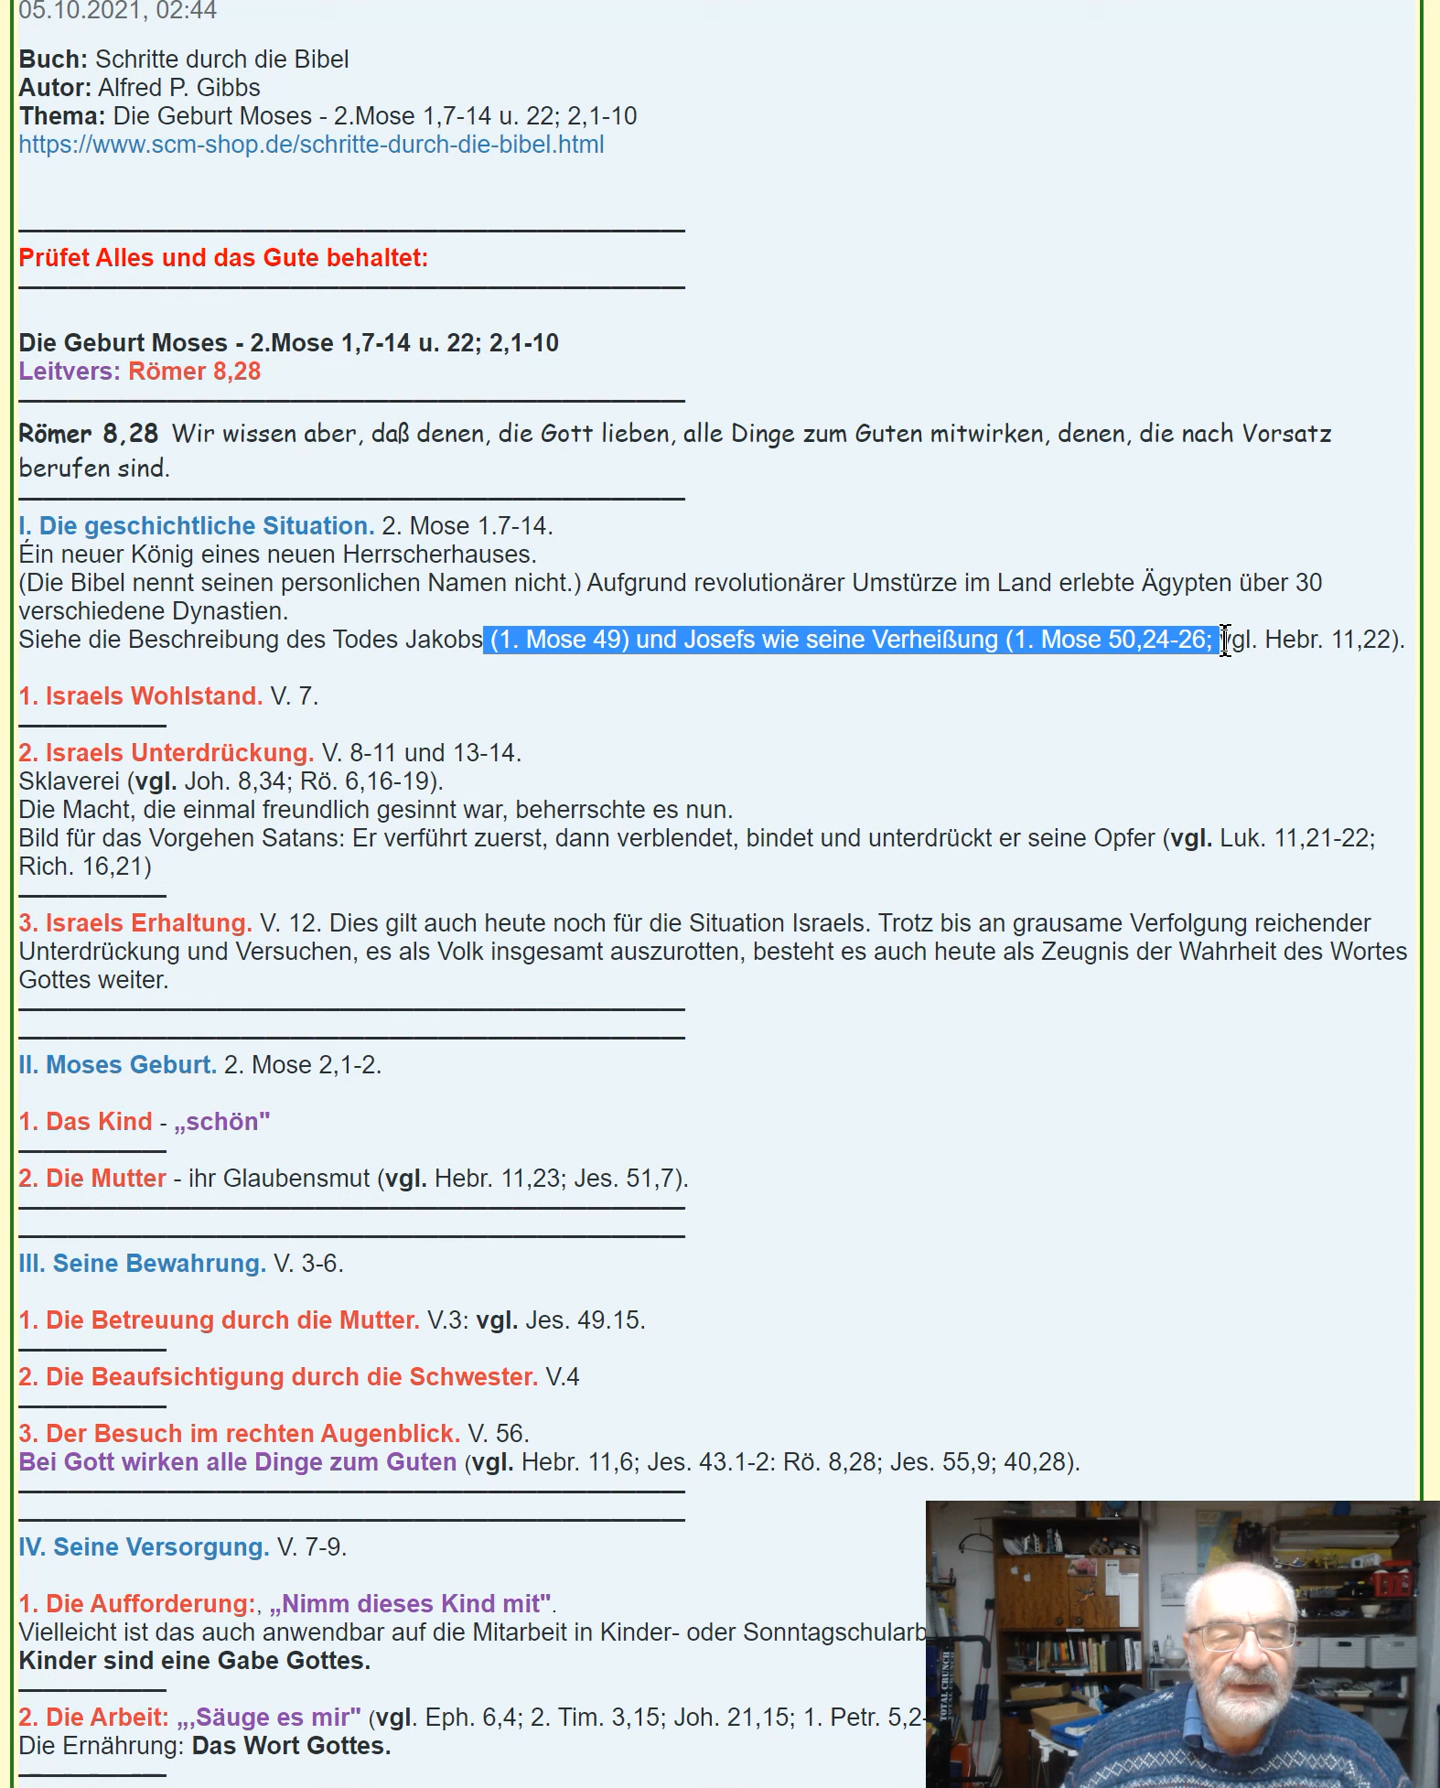 05.10.2021, 02:44
Buch: Schritte durch die Bibel
Autor: Alfred P. Gibbs
Thema: Die Geburt Moses - 2.Mose 1,7-14 u. 22; 2,1-10
https://www.scm-shop.de/schritte-durch-die-bibel.html
Prüfet Alles und das Gute behaltet:
Die Geburt Moses - 2.Mose 1,7-14 u. 22; 2,1-10
Leitvers: Römer 8,28
Römer 8,28 Wir wissen aber, daß denen, die Gott lieben, alle Dinge zum Guten mitwirken, denen, die nach Vorsatz
berufen sind.
I. Die geschichtliche Situation. 2. Mose 1.7-14.
Éin neuer König eines neuen Herrscherhauses.
(Die Bibel nennt seinen personlichen Namen nicht.) Aufgrund revolutionärer Umstürze im Land erlebte Ägypten über 30
verschiedene Dynastien.
Siehe die Beschreibung des Todes Jakobs (1. Mose 49) und Josefs wie seine Verheißung (1. Mose 50,24-26; vgl. Hebr. 11,22).
1. Israels Wohlstand. V. 7.
2. Israels Unterdrückung. V. 8-11 und 13-14.
Sklaverei (vgl. Joh. 8,34; Rö. 6,16-19).
Die Macht, die einmal freundlich gesinnt war, beherrschte es nun.
Bild für das Vorgehen Satans: Er verführt zuerst, dann verblendet, bindet und unterdrückt er seine Opfer (vgl. Luk. 11,21-22;
Rich. 16,21)
3. Israels Erhaltung. V. 12. Dies gilt auch heute noch für die Situation Israels. Trotz bis an grausame Verfolgung reichender
Unterdrückung und Versuchen, es als Volk insgesamt auszurotten, besteht es auch heute als Zeugnis der Wahrheit des Wortes
Gottes weiter.
II. Moses Geburt. 2. Mose 2,1-2.
1. Das Kind - „schön"
2. Die Mutter - ihr Glaubensmut (vgl. Hebr. 11,23; Jes. 51,7).
III. Seine Bewahrung. V. 3-6.
1. Die Betreuung durch die Mutter. V.3: vgl. Jes. 49.15.
2. Die Beaufsichtigung durch die Schwester. V.4
3. Der Besuch im rechten Augenblick. V. 56.
Bei Gott wirken alle Dinge zum Guten (vgl. Hebr. 11,6; Jes. 43.1-2: Rö. 8,28; Jes. 55,9; 40,28).
IV. Seine Versorgung. V. 7-9.
1. Die Aufforderung:, „Nimm dieses Kind mit".
Vielleicht ist das auch anwendbar auf die Mitarbeit in Kinder- oder Sonntagschularb
Kinder sind eine Gabe Gottes.
2. Die Arbeit: „,Säuge es mir" (vgl. Eph. 6,4; 2. Tim. 3,15; Joh. 21,15; 1. Petr. 5,2-
Die Ernährung: Das Wort Gottes.
TOTAL CRUNCH